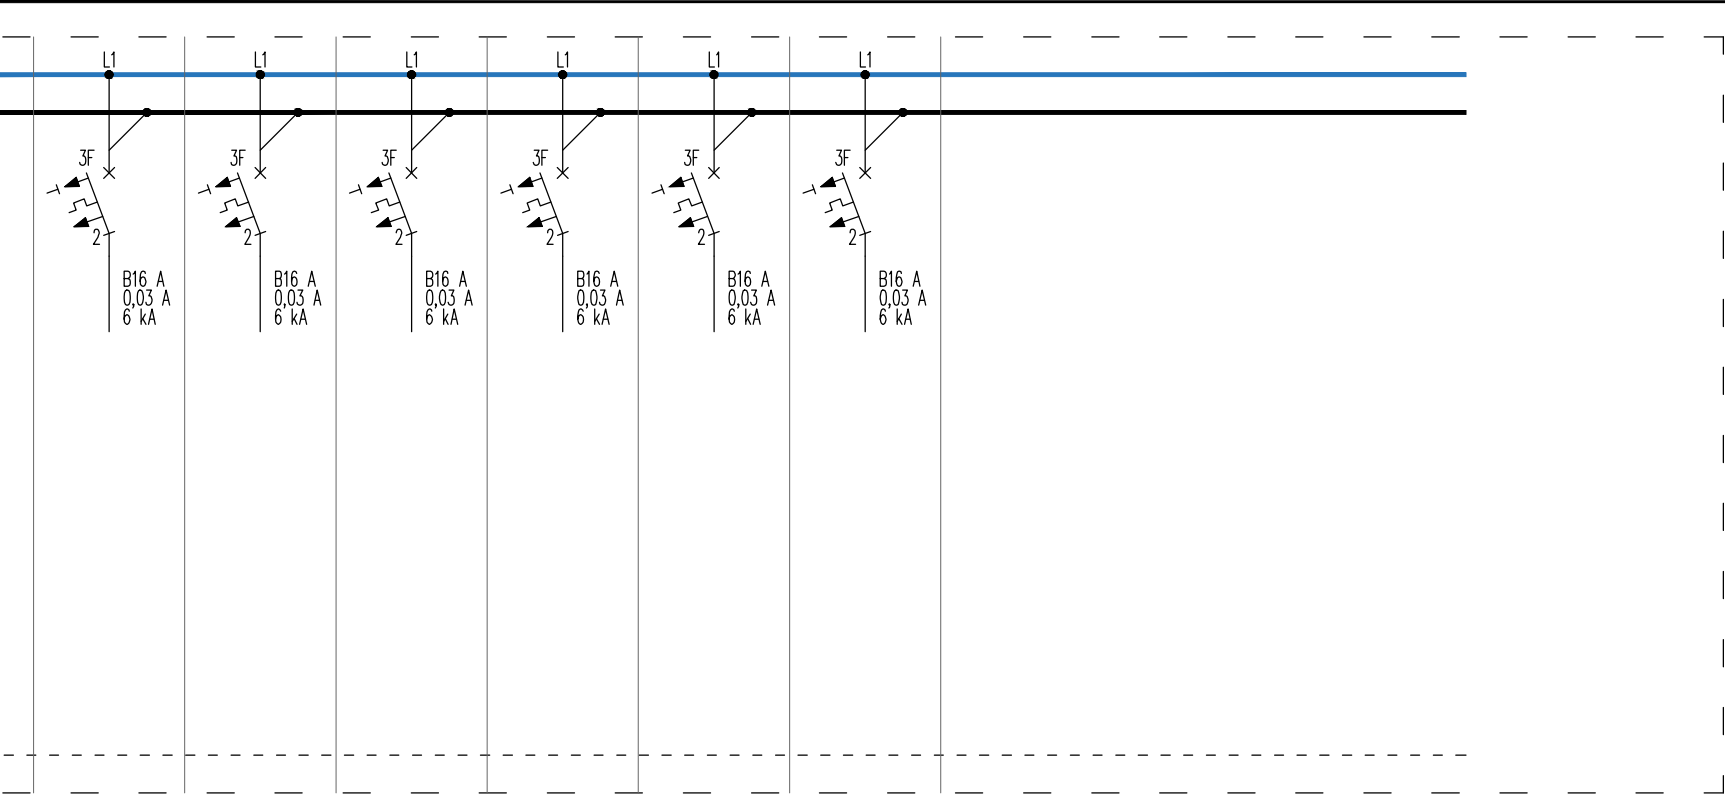 L1 L1 L1 L1 L1 L1
3F 3F 3F 3F 3F 3F
2 2 2 2 2 2
B16 A B16 A B16 A B16 A B16 A B16 A
0,03 A 0,03 A 0,03 A 0,03 A 0,03 A 0,03 A
6 kA 6 kA 6 kA 6 kA 6 kA 6 kA